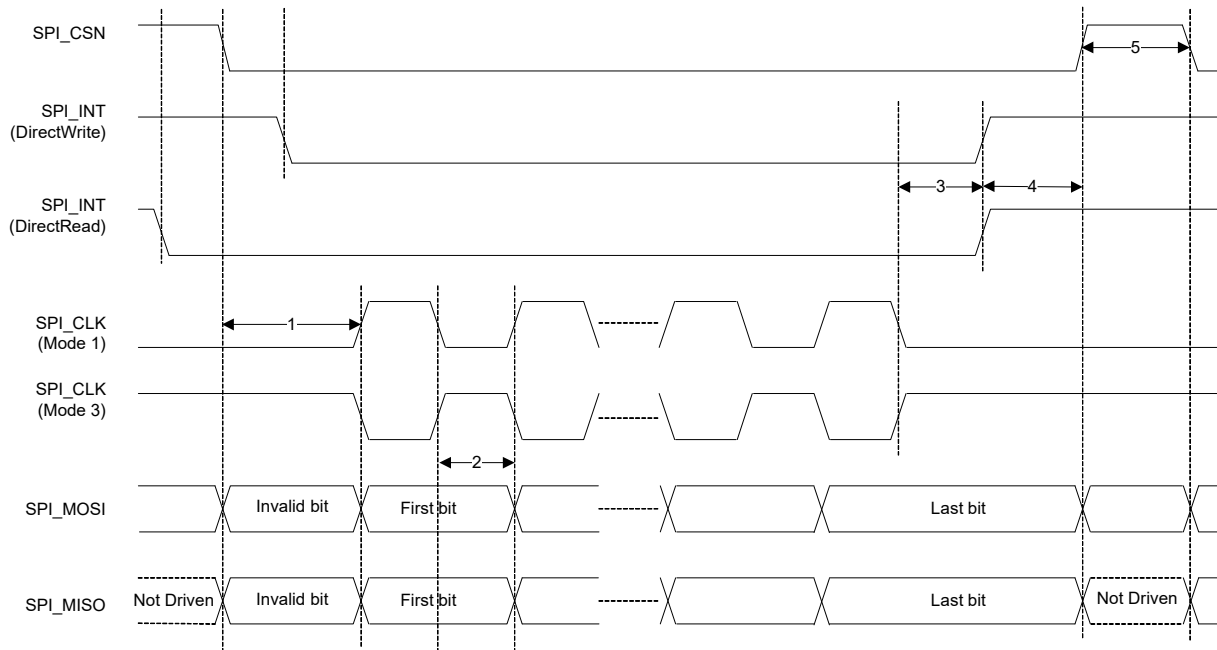 SPI_CSN
5
SPI_INT
(DirectWrite)
3
4
SPI_INT
(DirectRead)
SPI_CLK
(Mode 1)
1
SPI_CLK
(Mode 3)
2
SPI_MOSI
Invalid bit
First bit
Last bit
SPI_MISO
Not Driven
Invalid bit
First bit
Last bit
Not Driven